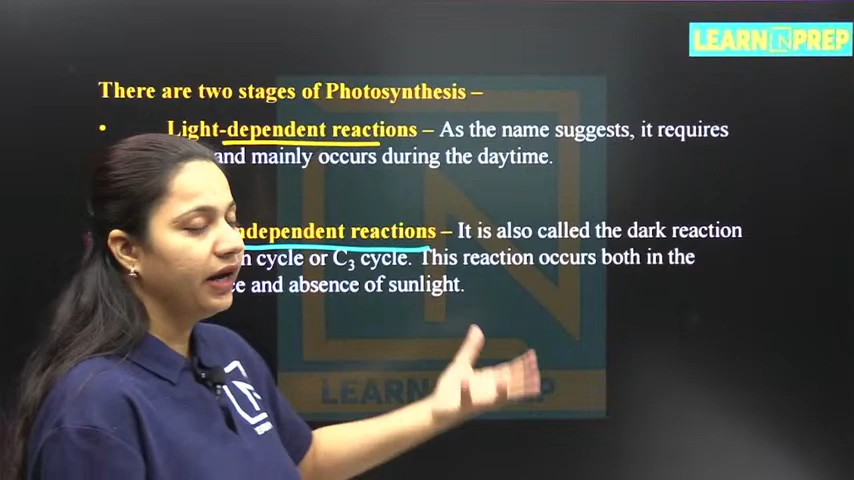 LEARN N PREP
There are two stages of Photosynthesis –
• Light-dependent reactions – As the name suggests, it requires
and mainly occurs during the daytime.
ndependent reactions – It is also called the dark reaction
n cycle or C₃ cycle. This reaction occurs both in the
ce and absence of sunlight.
LEARN PREP